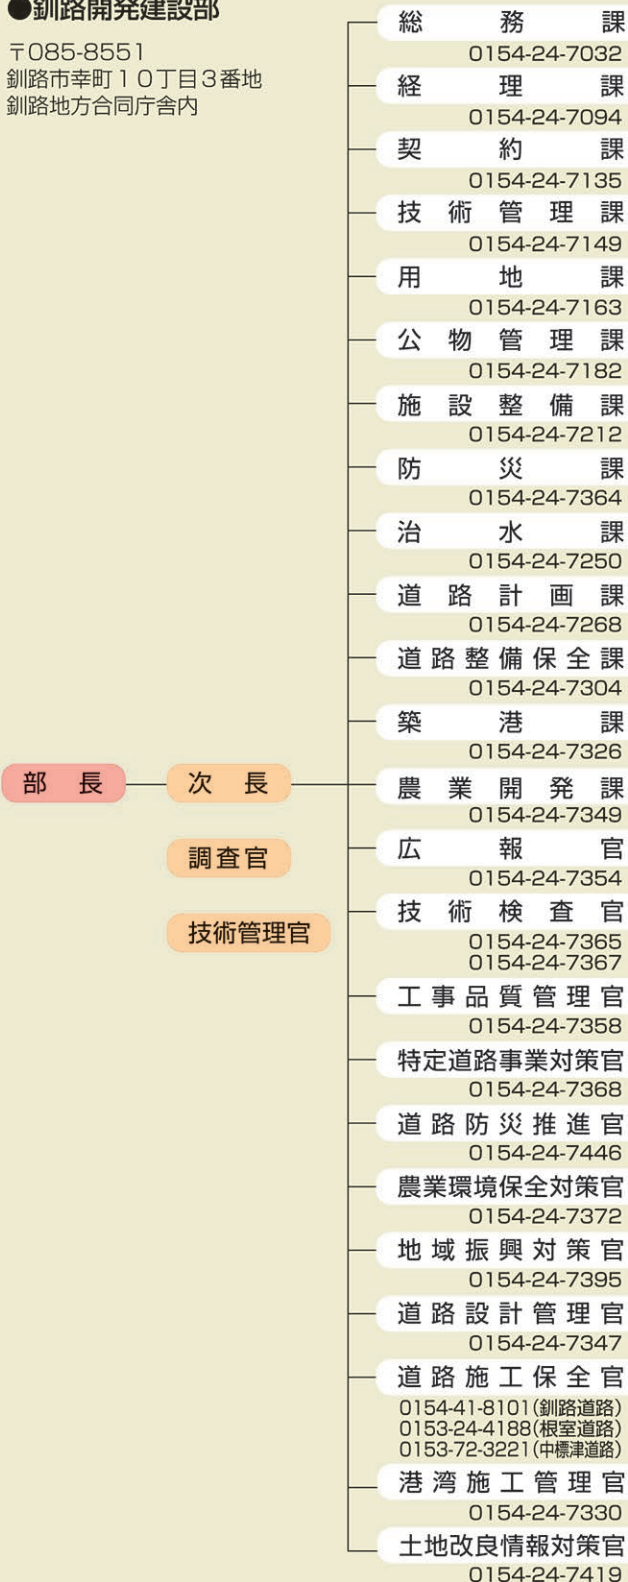 ●釧路開発建設部
〒085-8551
釧路市幸町10丁目3番地
釧路地方合同庁舎内
部長
次長
調査官
技術管理官
総務課
0154-24-7032
経理課
0154-24-7094
契約課
0154-24-7135
技術管理課
0154-24-7149
用地課
0154-24-7163
公物管理課
0154-24-7182
施設整備課
0154-24-7212
防災課
0154-24-7364
治水課
0154-24-7250
道路計画課
0154-24-7268
道路整備保全課
0154-24-7304
築港課
0154-24-7326
農業開発課
0154-24-7349
広報官
0154-24-7354
技術検査官
0154-24-7365
0154-24-7367
工事品質管理官
0154-24-7358
特定道路事業対策官
0154-24-7368
道路防災推進官
0154-24-7446
農業環境保全対策官
0154-24-7372
地域振興対策官
0154-24-7395
道路設計管理官
0154-24-7347
道路施工保全官
0154-41-8101(釧路道路)
0153-24-4188(根室道路)
0153-72-3221(中標津道路)
港湾施工管理官
0154-24-7330
土地改良情報対策官
0154-24-7419